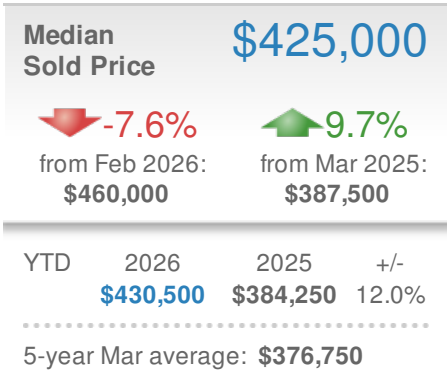 Median
Sold Price
$425,000
-7.6%
from Feb 2026:
$460,000
9.7%
from Mar 2025:
$387,500
YTD 2026 2025 +/-
$430,500 $384,250 12.0%
5-year Mar average: $376,750